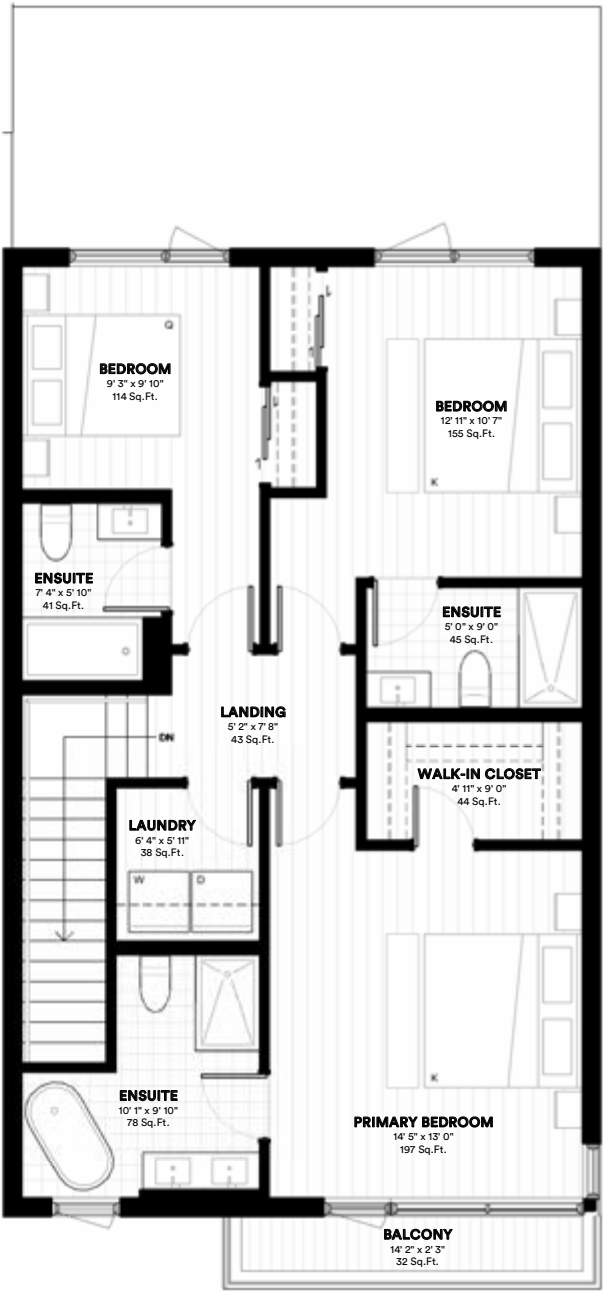 Q
BEDROOM
9' 3" x 9' 10"
114 Sq.Ft.
BEDROOM
12' 11" x 10' 7"
155 Sq.Ft.
K
ENSUITE
7' 4" x 5' 10"
41 Sq.Ft.
ENSUITE
5' 0" x 9' 0"
45 Sq.Ft.
LANDING
5' 2" x 7' 8"
43 Sq.Ft.
DN
WALK-IN CLOSET
4' 11" x 9' 0"
44 Sq.Ft.
LAUNDRY
6' 4" x 5' 11"
38 Sq.Ft.
W D
K
ENSUITE
10' 1" x 9' 10"
78 Sq.Ft.
PRIMARY BEDROOM
14' 5" x 13' 0"
197 Sq.Ft.
BALCONY
14' 2" x 2' 3"
32 Sq.Ft.